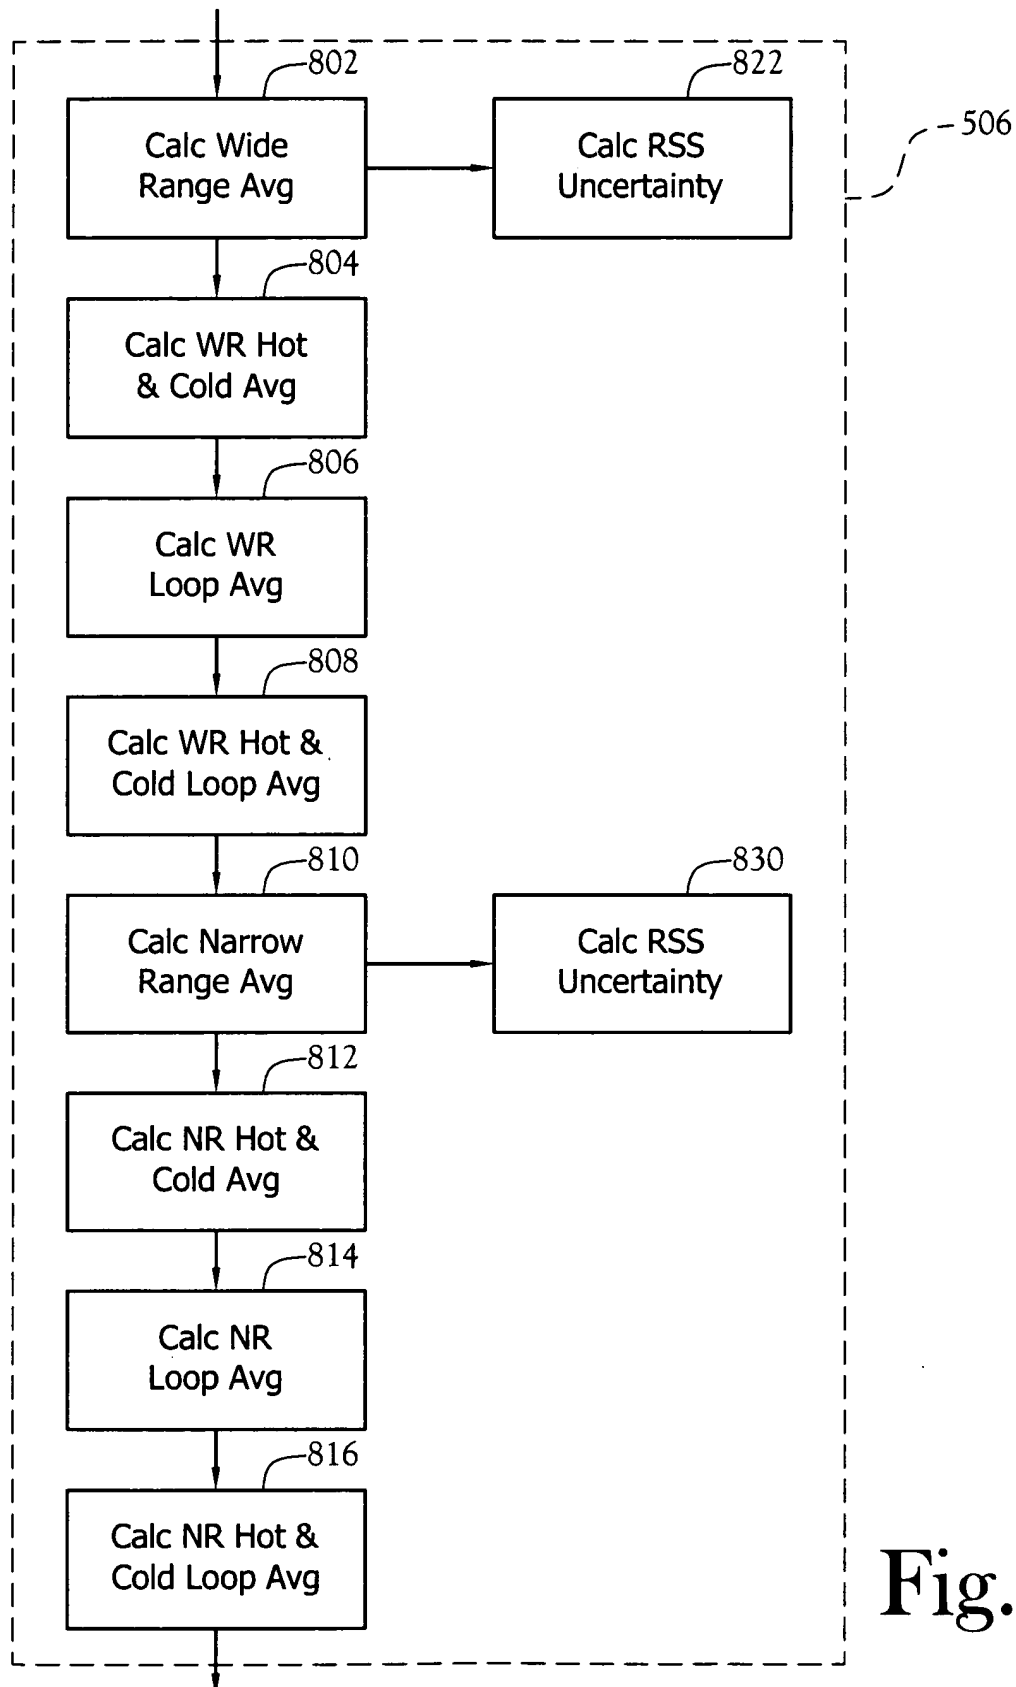 802
822
506
Calc Wide
Range Avg
Calc RSS
Uncertainty
804
Calc WR Hot
& Cold Avg
806
Calc WR
Loop Avg
808
Calc WR Hot &
Cold Loop Avg
810
830
Calc Narrow
Range Avg
Calc RSS
Uncertainty
812
Calc NR Hot &
Cold Avg
814
Calc NR
Loop Avg
816
Calc NR Hot &
Cold Loop Avg
Fig.